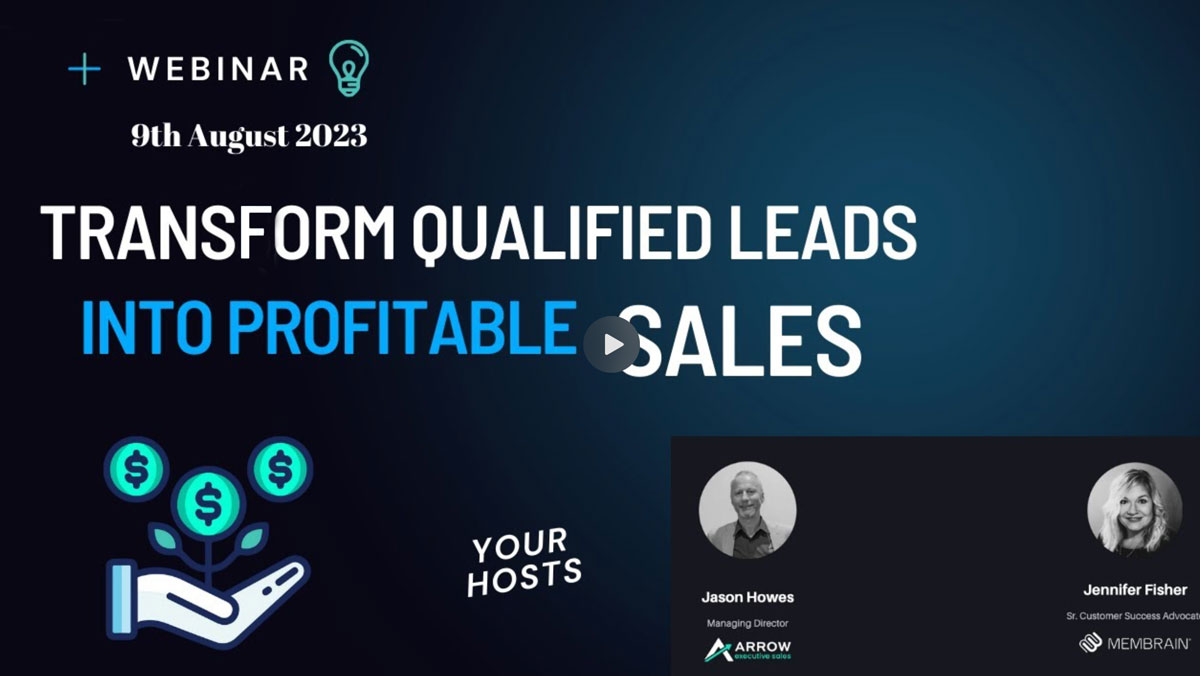 WEBINAR
9th August 2023
TRANSFORM QUALIFIED LEADS
INTO PROFITABLE SALES
$ $ $
YOUR
HOSTS
Jason Howes
Managing Director
ARROW
executive sales
Jennifer Fisher
Sr. Customer Success Advocate
MEMBRAIN